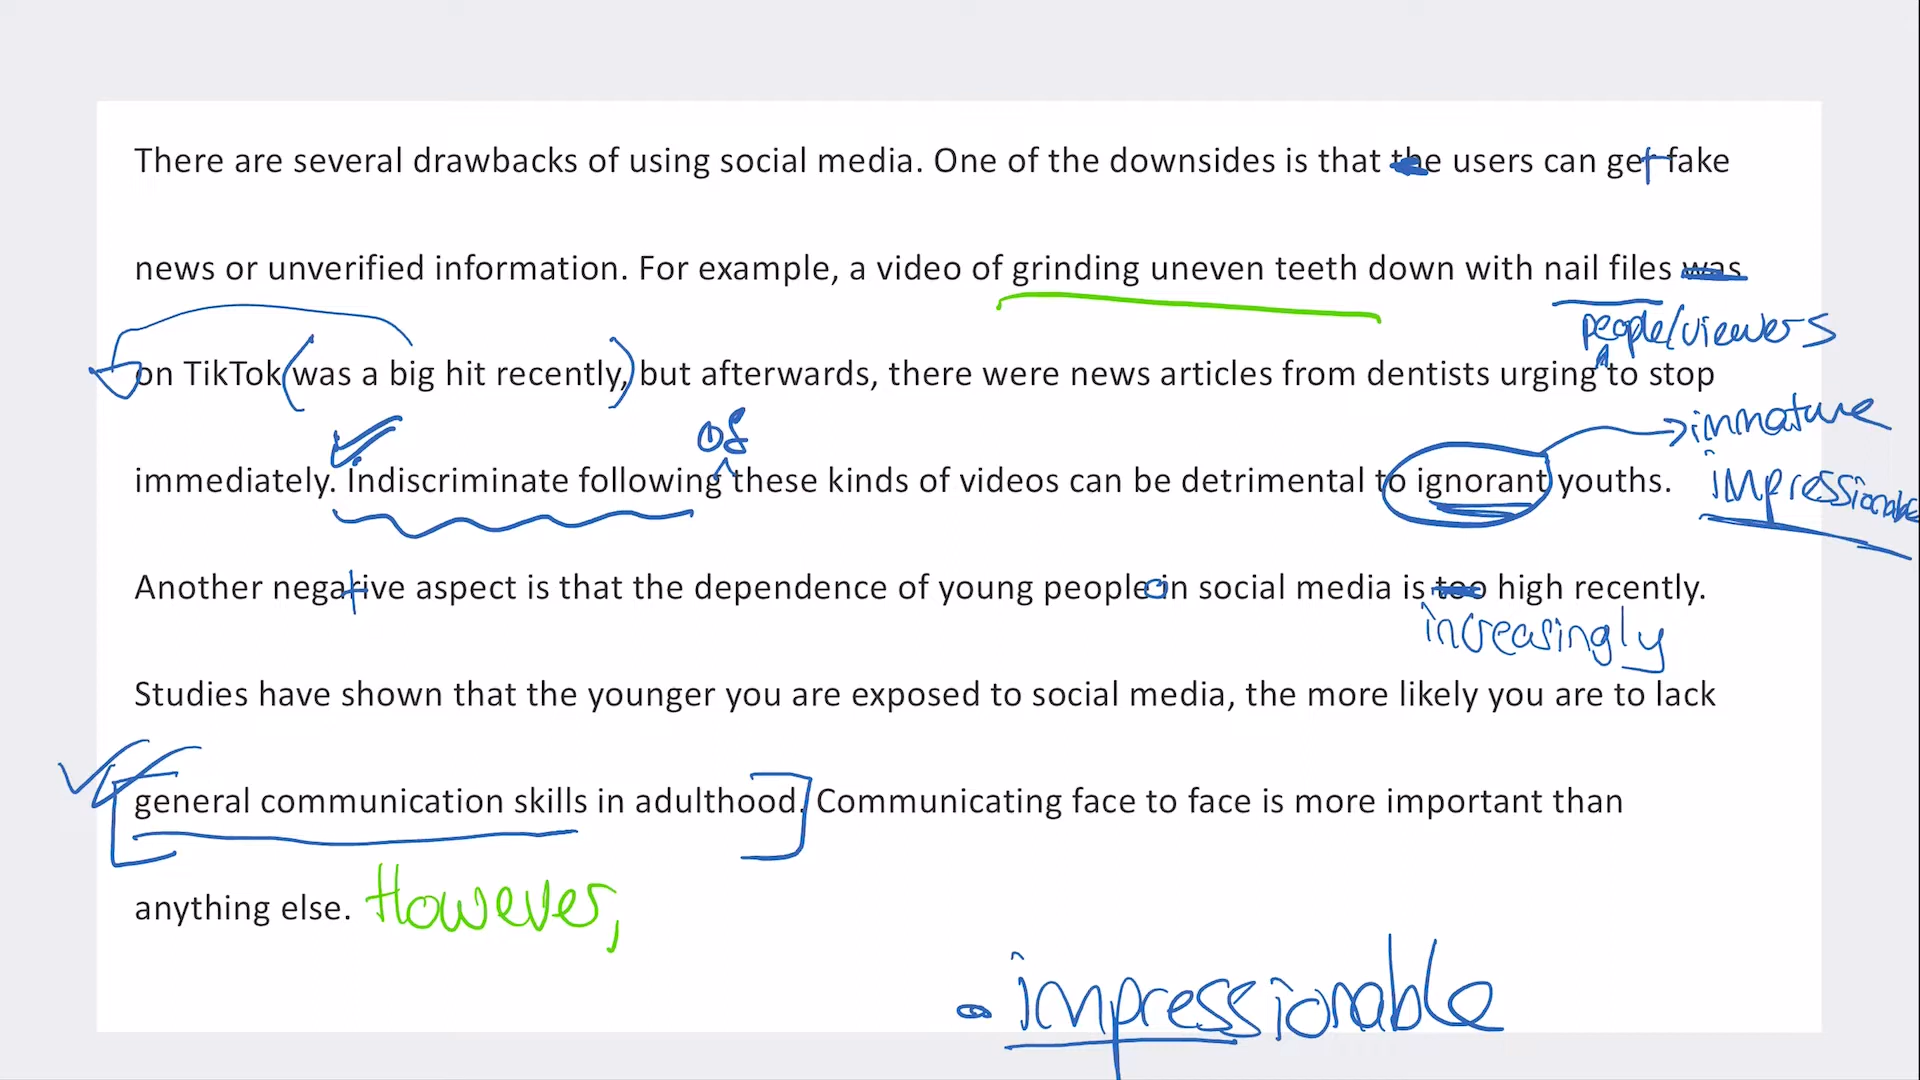 There are several drawbacks of using social media. One of the downsides is that the users can get fake
news or unverified information. For example, a video of grinding uneven teeth down with nail files was
people/viewers
on TikTok (was a big hit recently,) but afterwards, there were news articles from dentists urging to stop
immature
of
immediately. Indiscriminate following these kinds of videos can be detrimental to ignorant youths.
impressionable
Another negative aspect is that the dependence of young people in social media is too high recently.
increasingly
Studies have shown that the younger you are exposed to social media, the more likely you are to lack
general communication skills in adulthood. Communicating face to face is more important than
anything else. However,
- impressionable